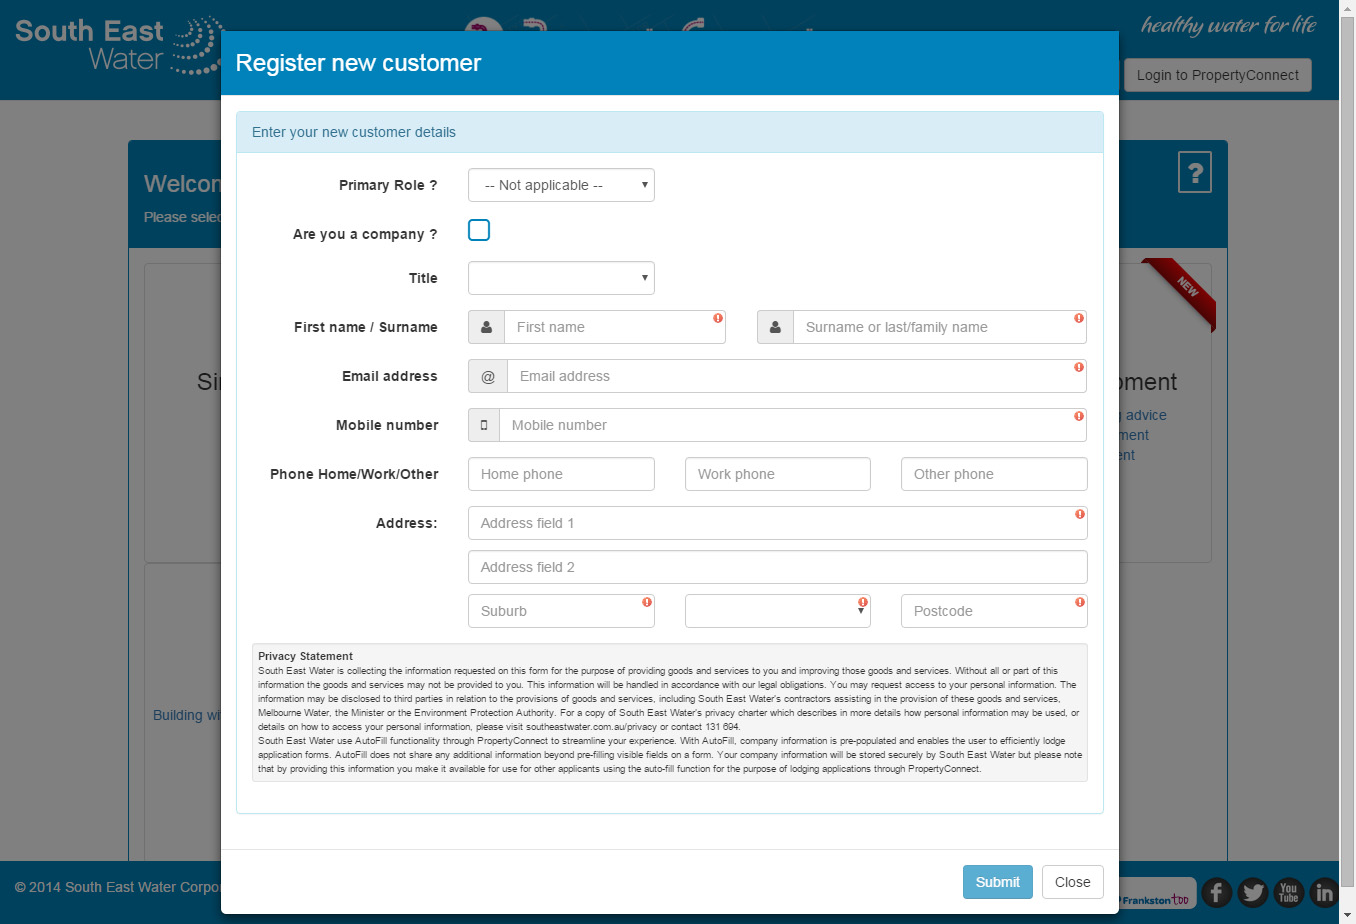 South East
Water
healthy water for life
Login to PropertyConnect
Register new customer
Enter your new customer details
?
Please
Primary Role ?
-- Not applicable --
Are you a company ?
Title
NEW
First name / Surname
First name
Surname or last/family name
Email address
@
Email address
advice
Mobile number
Mobile number
Phone Home/Work/Other
Home phone
Work phone
Other phone
Address:
Address field 1
Address field 2
Suburb
Postcode
Privacy Statement
South East Water is collecting the information requested on this form for the purpose of providing goods and services to you and improving those goods and services. Without all or part of this
information the goods and services may not be provided to you. This information will be handled in accordance with our legal obligations. You may request access to your personal information. The
information may be disclosed to third parties in relation to the provisions of goods and services, including South East Water's contractors assisting in the provision of these goods and services,
Melbourne Water, the Minister or the Environment Protection Authority. For a copy of South East Water's privacy charter which describes in more details how personal information may be used, or
details on how to access your personal information, please visit southeastwater.com.au/privacy or contact 131 694.
South East Water use AutoFill functionality through PropertyConnect to streamline your experience. With AutoFill, company information is pre-populated and enables the user to efficiently lodge
application forms. AutoFill does not share any additional information beyond pre-filling visible fields on a form. Your company information will be stored securely by South East Water but please note
that by providing this information you make it available for use for other applicants using the auto-fill function for the purpose of lodging applications through PropertyConnect.
Building
Submit
Close
© 2014 South East Water
Frankston
You
Tube
in